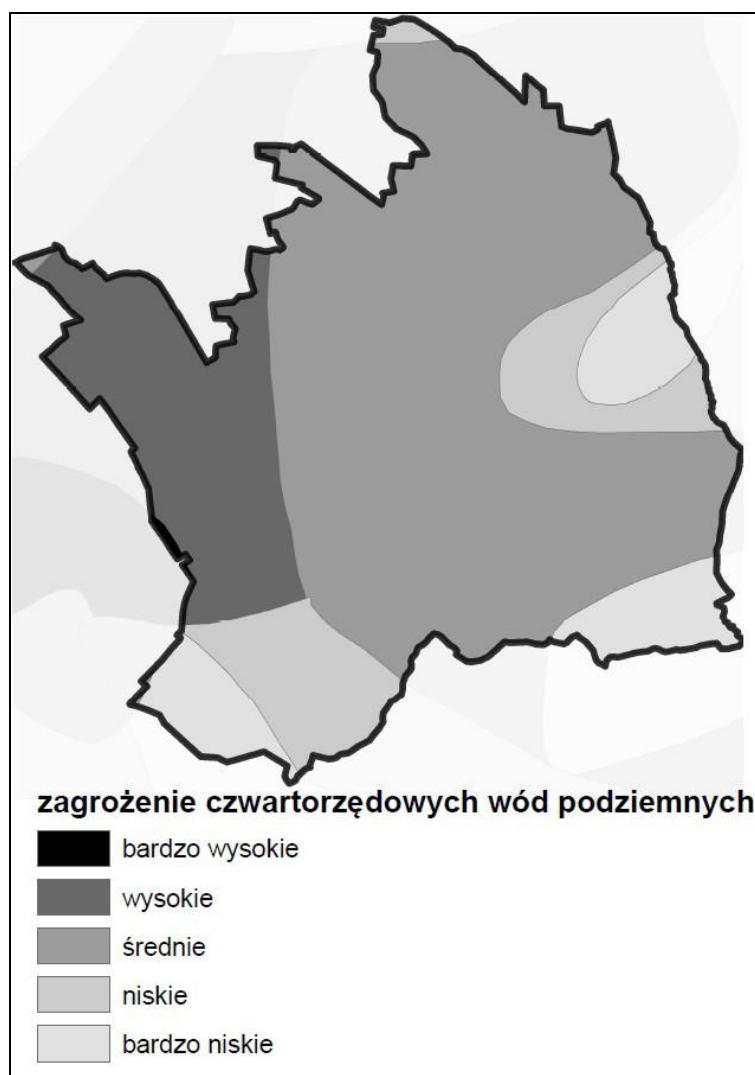 zagrożenie czwartorzędowych wód podziemnych
bardzo wysokie
wysokie
średnie
niskie
bardzo niskie